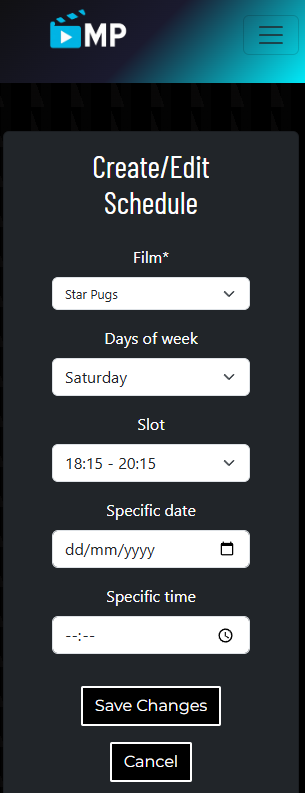 MP
Create/Edit
Schedule
Film*
Star Pugs
Days of week
Saturday
Slot
18:15 - 20:15
Specific date
dd/mm/yyyy
Specific time
--:--
Save Changes
Cancel